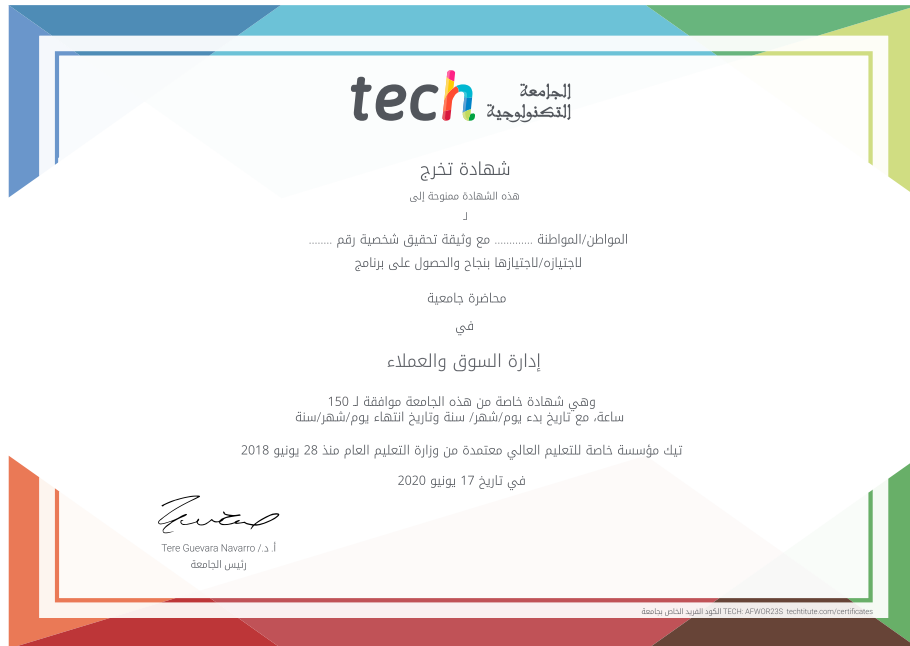 tech
الجامعة
التكنولوجية
شهادة تخرج
هذه الشهادة ممنوحة إلى
لـ
المواطن/المواطنة ............. مع وثيقة تحقيق شخصية رقم ........
لاجتيازه/لاجتيازها بنجاح والحصول على برنامج
محاضرة جامعية
في
إدارة السوق والعملاء
وهي شهادة خاصة من هذه الجامعة موافقة لـ 150
ساعة، مع تاريخ بدء يوم/شهر/ سنة وتاريخ انتهاء يوم/شهر/سنة
تيك مؤسسة خاصة للتعليم العالي معتمدة من وزارة التعليم العام منذ 28 يونيو 2018
في تاريخ 17 يونيو 2020
أ.د./ Tere Guevara Navarro
رئيس الجامعة
الكود الفريد الخاص بجامعة TECH: AFWOR23S techtitute.com/certificates